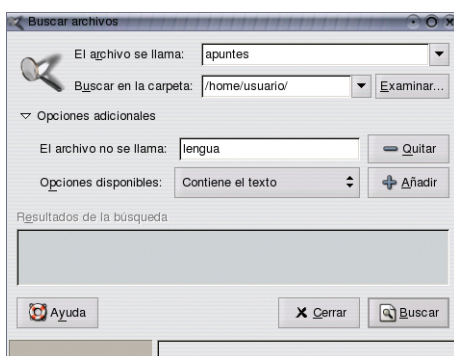 Buscar archivos
El archivo se llama: apuntes
Buscar en la carpeta: /home/usuario/ Examinar...
Opciones adicionales
El archivo no se llama: lengua Quitar
Opciones disponibles: Contiene el texto Añadir
Resultados de la búsqueda
Ayuda Cerrar Buscar